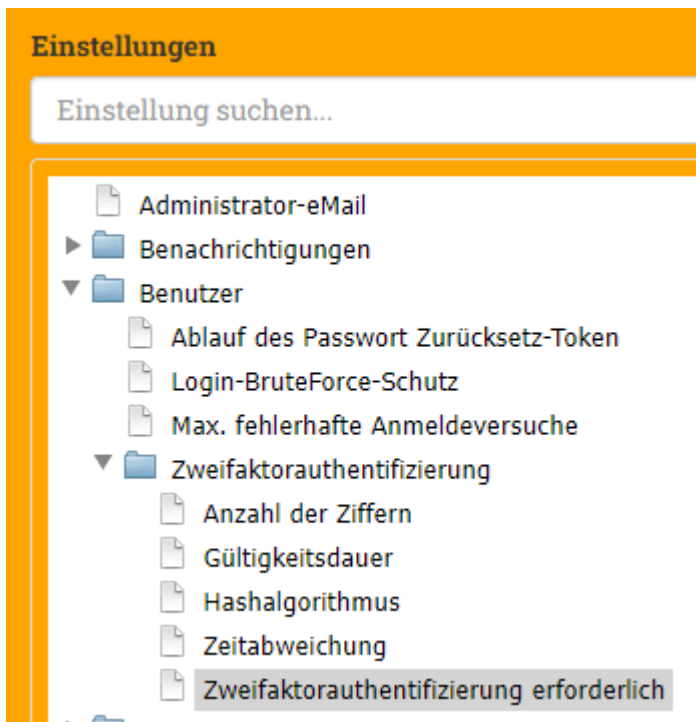 Einstellungen
Einstellung suchen...
Administrator-eMail
Benachrichtigungen
Benutzer
Ablauf des Passwort Zurücksetz-Token
Login-BruteForce-Schutz
Max. fehlerhafte Anmeldeversuche
Zweifaktorauthentifizierung
Anzahl der Ziffern
Gültigkeitsdauer
Hashalgorithmus
Zeitabweichung
Zweifaktorauthentifizierung erforderlich